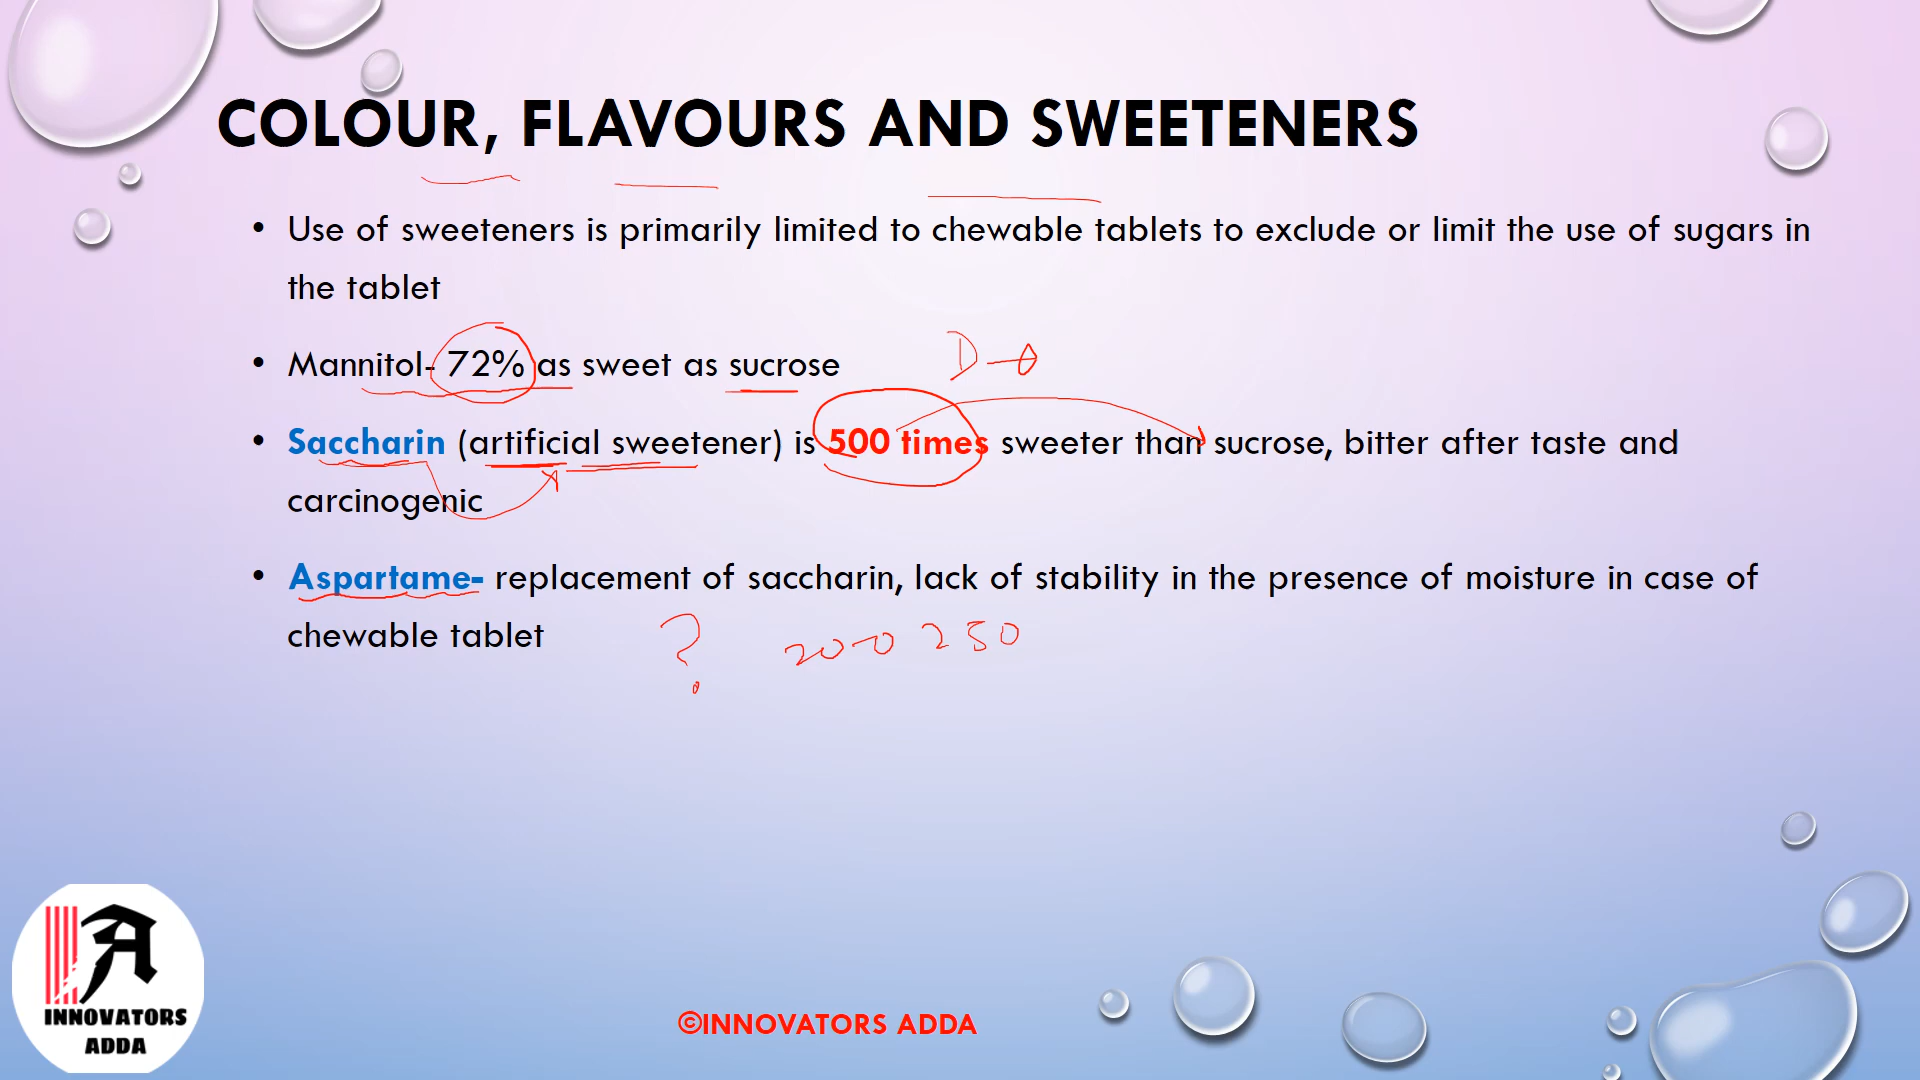 COLOUR, FLAVOURS AND SWEETENERS
• Use of sweeteners is primarily limited to chewable tablets to exclude or limit the use of sugars in
the tablet
• Mannitol- 72% as sweet as sucrose
D
• Saccharin (artificial sweetener) is 500 times sweeter than sucrose, bitter after taste and
carcinogenic
• Aspartame- replacement of saccharin, lack of stability in the presence of moisture in case of
chewable tablet
? 200 250
INNOVATORS
ADDA
©INNOVATORS ADDA